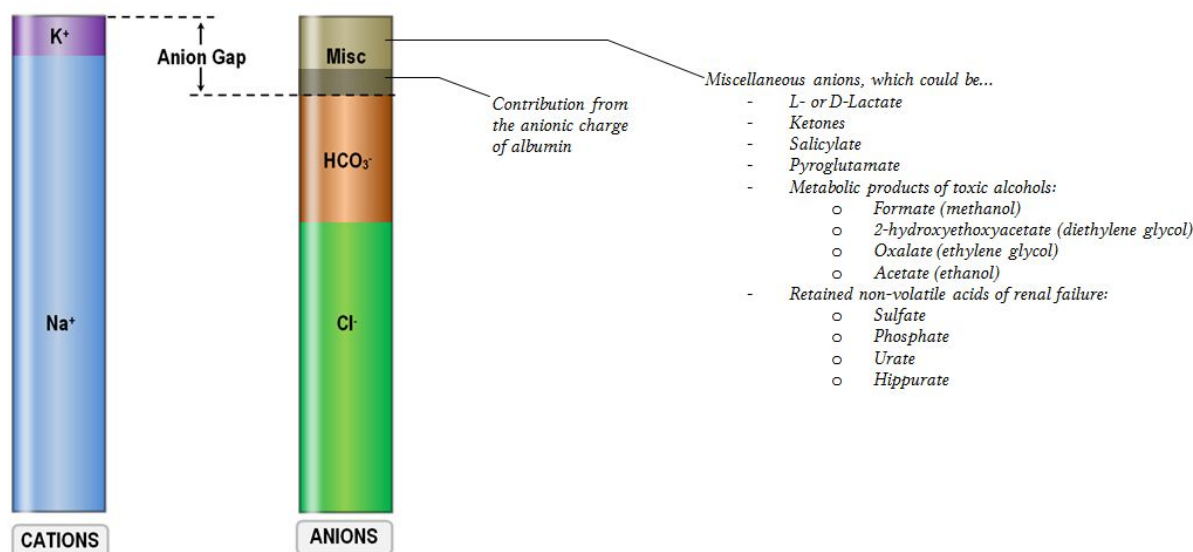 K⁺
Anion Gap
Misc
Miscellaneous anions, which could be...
- L- or D-Lactate
- Ketones
- Salicylate
- Pyroglutamate
- Metabolic products of toxic alcohols:
o Formate (methanol)
o 2-hydroxyethoxyacetate (diethylene glycol)
o Oxalate (ethylene glycol)
o Acetate (ethanol)
- Retained non-volatile acids of renal failure:
o Sulfate
o Phosphate
o Urate
o Hippurate
Contribution from
the anionic charge
of albumin
HCO₃⁻
Na⁺
Cl⁻
CATIONS
ANIONS